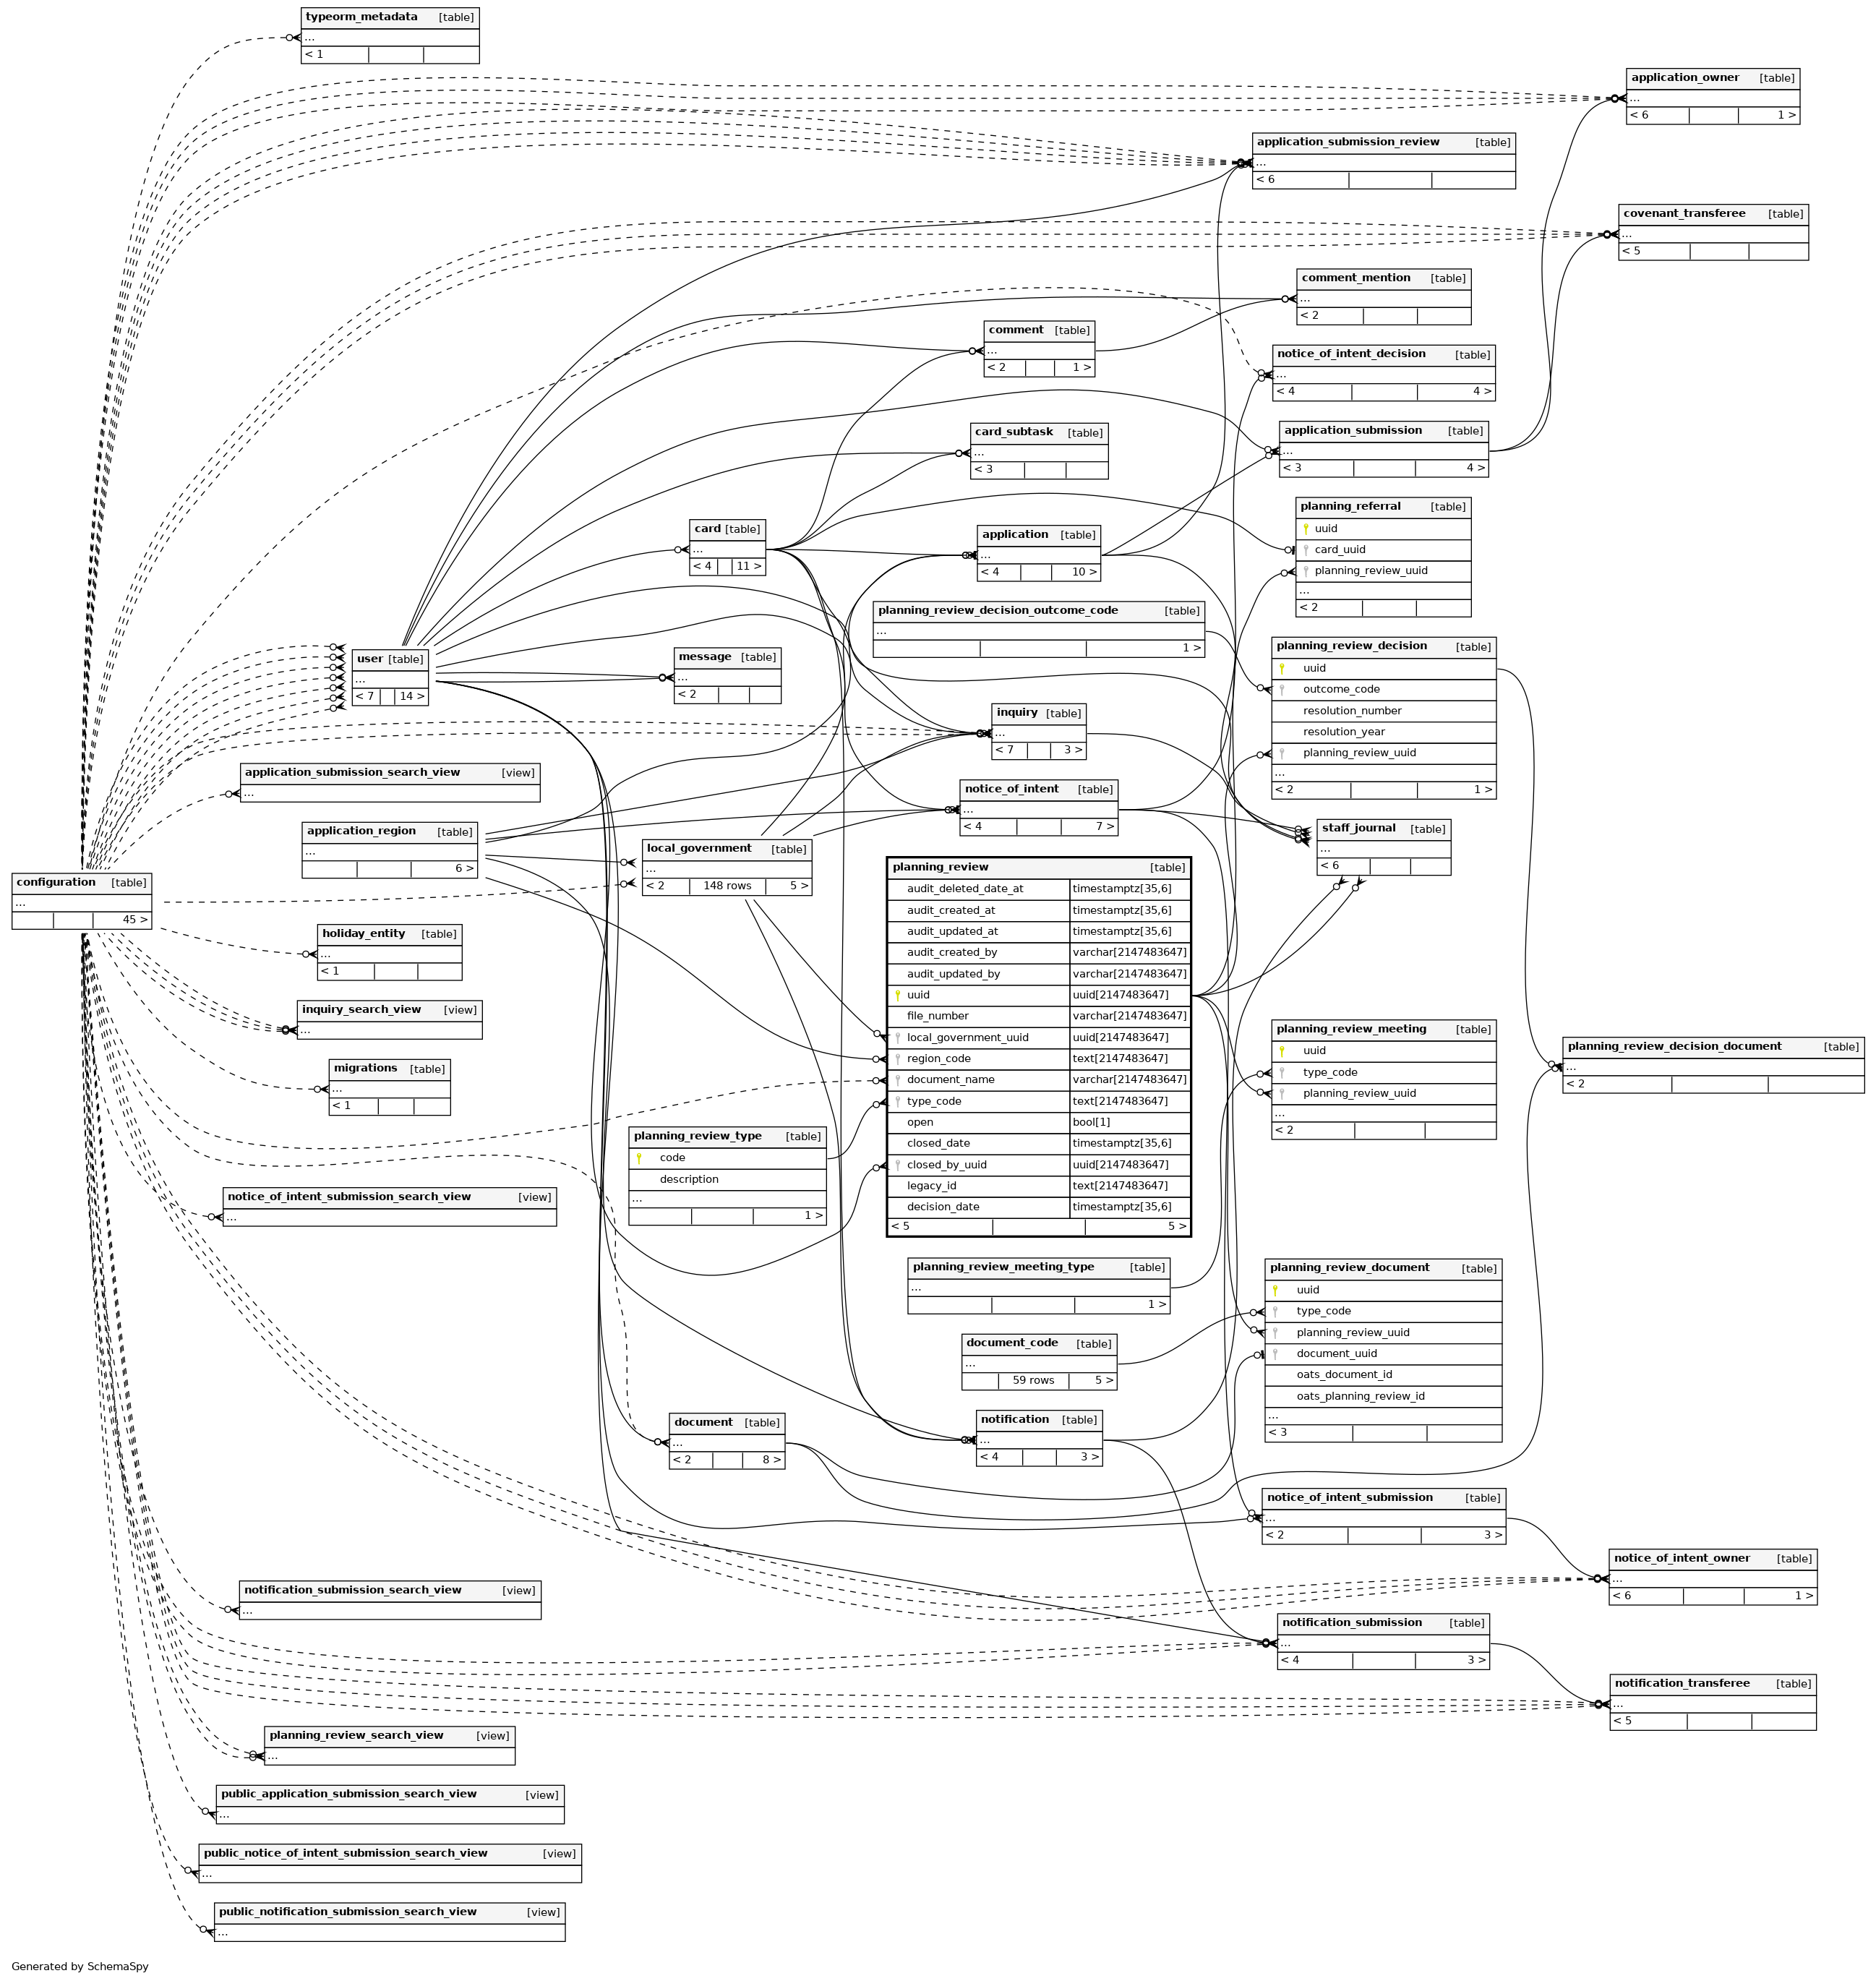 typeorm_metadata [table]
...
< 1
application_owner [table]
...
< 6 1 >
application_submission_review [table]
...
< 6
covenant_transferee [table]
...
< 5
comment_mention [table]
...
< 2
comment [table]
...
< 2 1 >
notice_of_intent_decision [table]
...
< 4 4 >
card_subtask [table]
...
< 3
application_submission [table]
...
< 3 4 >
planning_referral [table]
uuid
card_uuid
planning_review_uuid
...
< 2
card [table]
...
< 4 11 >
application [table]
...
< 4 10 >
planning_review_decision_outcome_code [table]
...
1 >
user [table]
...
< 7 14 >
message [table]
...
< 2
planning_review_decision [table]
uuid
outcome_code
resolution_number
resolution_year
planning_review_uuid
...
< 2 1 >
inquiry [table]
...
< 7 3 >
application_submission_search_view [view]
...
notice_of_intent [table]
...
< 4 7 >
application_region [table]
...
6 >
local_government [table]
...
< 2 148 rows 5 >
staff_journal [table]
...
< 6
configuration [table]
...
45 >
planning_review [table]
audit_deleted_date_at timestamptz[35,6]
audit_created_at timestamptz[35,6]
audit_updated_at timestamptz[35,6]
audit_created_by varchar[2147483647]
audit_updated_by varchar[2147483647]
uuid uuid[2147483647]
file_number varchar[2147483647]
local_government_uuid uuid[2147483647]
region_code text[2147483647]
document_name varchar[2147483647]
type_code text[2147483647]
open bool[1]
closed_date timestamptz[35,6]
closed_by_uuid uuid[2147483647]
legacy_id text[2147483647]
decision_date timestamptz[35,6]
< 5 5 >
holiday_entity [table]
...
< 1
inquiry_search_view [view]
...
planning_review_meeting [table]
uuid
type_code
planning_review_uuid
...
< 2
planning_review_decision_document [table]
...
< 2
migrations [table]
...
< 1
planning_review_type [table]
code
description
...
1 >
notice_of_intent_submission_search_view [view]
...
planning_review_meeting_type [table]
...
1 >
planning_review_document [table]
uuid
type_code
planning_review_uuid
document_uuid
oats_document_id
oats_planning_review_id
...
< 3
document_code [table]
...
59 rows 5 >
document [table]
...
< 2 8 >
notification [table]
...
< 4 3 >
notice_of_intent_submission [table]
...
< 2 3 >
notice_of_intent_owner [table]
...
< 6 1 >
notification_submission_search_view [view]
...
notification_submission [table]
...
< 4 3 >
notification_transferee [table]
...
< 5
planning_review_search_view [view]
...
public_application_submission_search_view [view]
...
public_notice_of_intent_submission_search_view [view]
...
public_notification_submission_search_view [view]
...
Generated by SchemaSpy